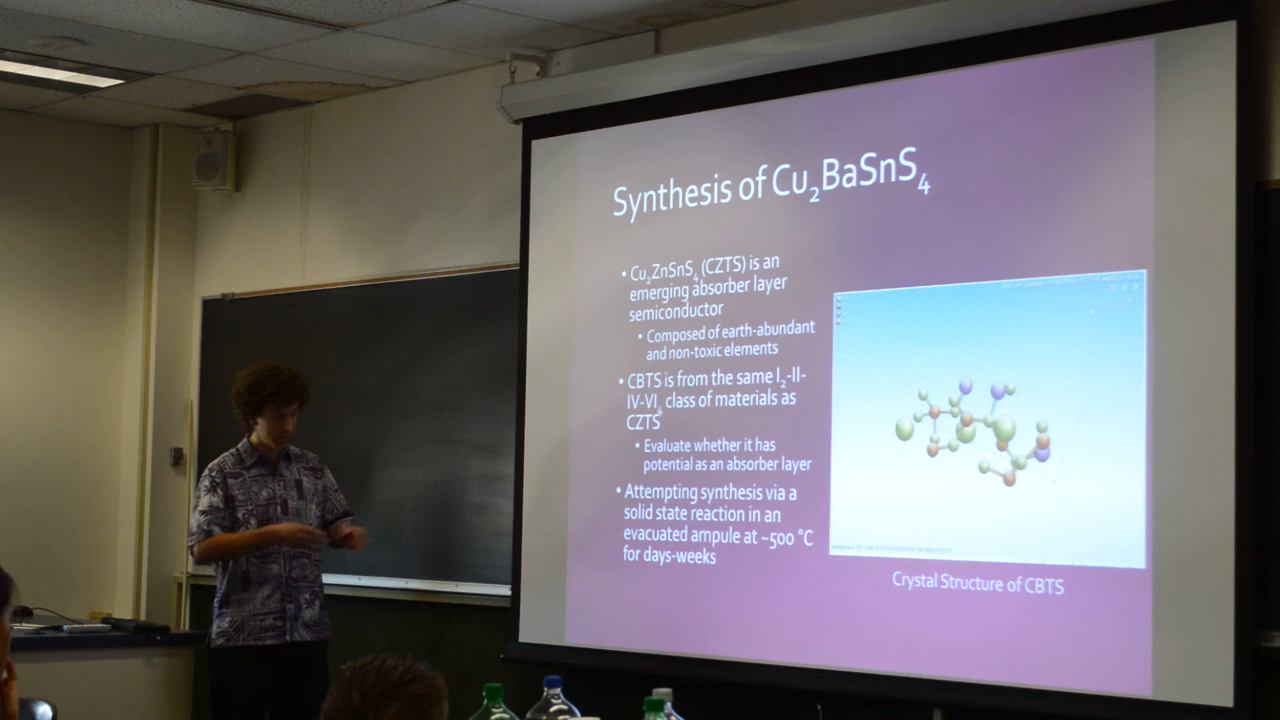 Synthesis of Cu₂BaSnS₄
• Cu₂ZnSnS₄ (CZTS) is an
emerging absorber layer
semiconductor
• Composed of earth-abundant
and non-toxic elements
• CBTS is from the same I₂-II-
IV-VI₄ class of materials as
CZTS
• Evaluate whether it has
potential as an absorber layer
• Attempting synthesis via a
solid state reaction in an
evacuated ampule at ~500 °C
for days-weeks
Crystal Structure of CBTS